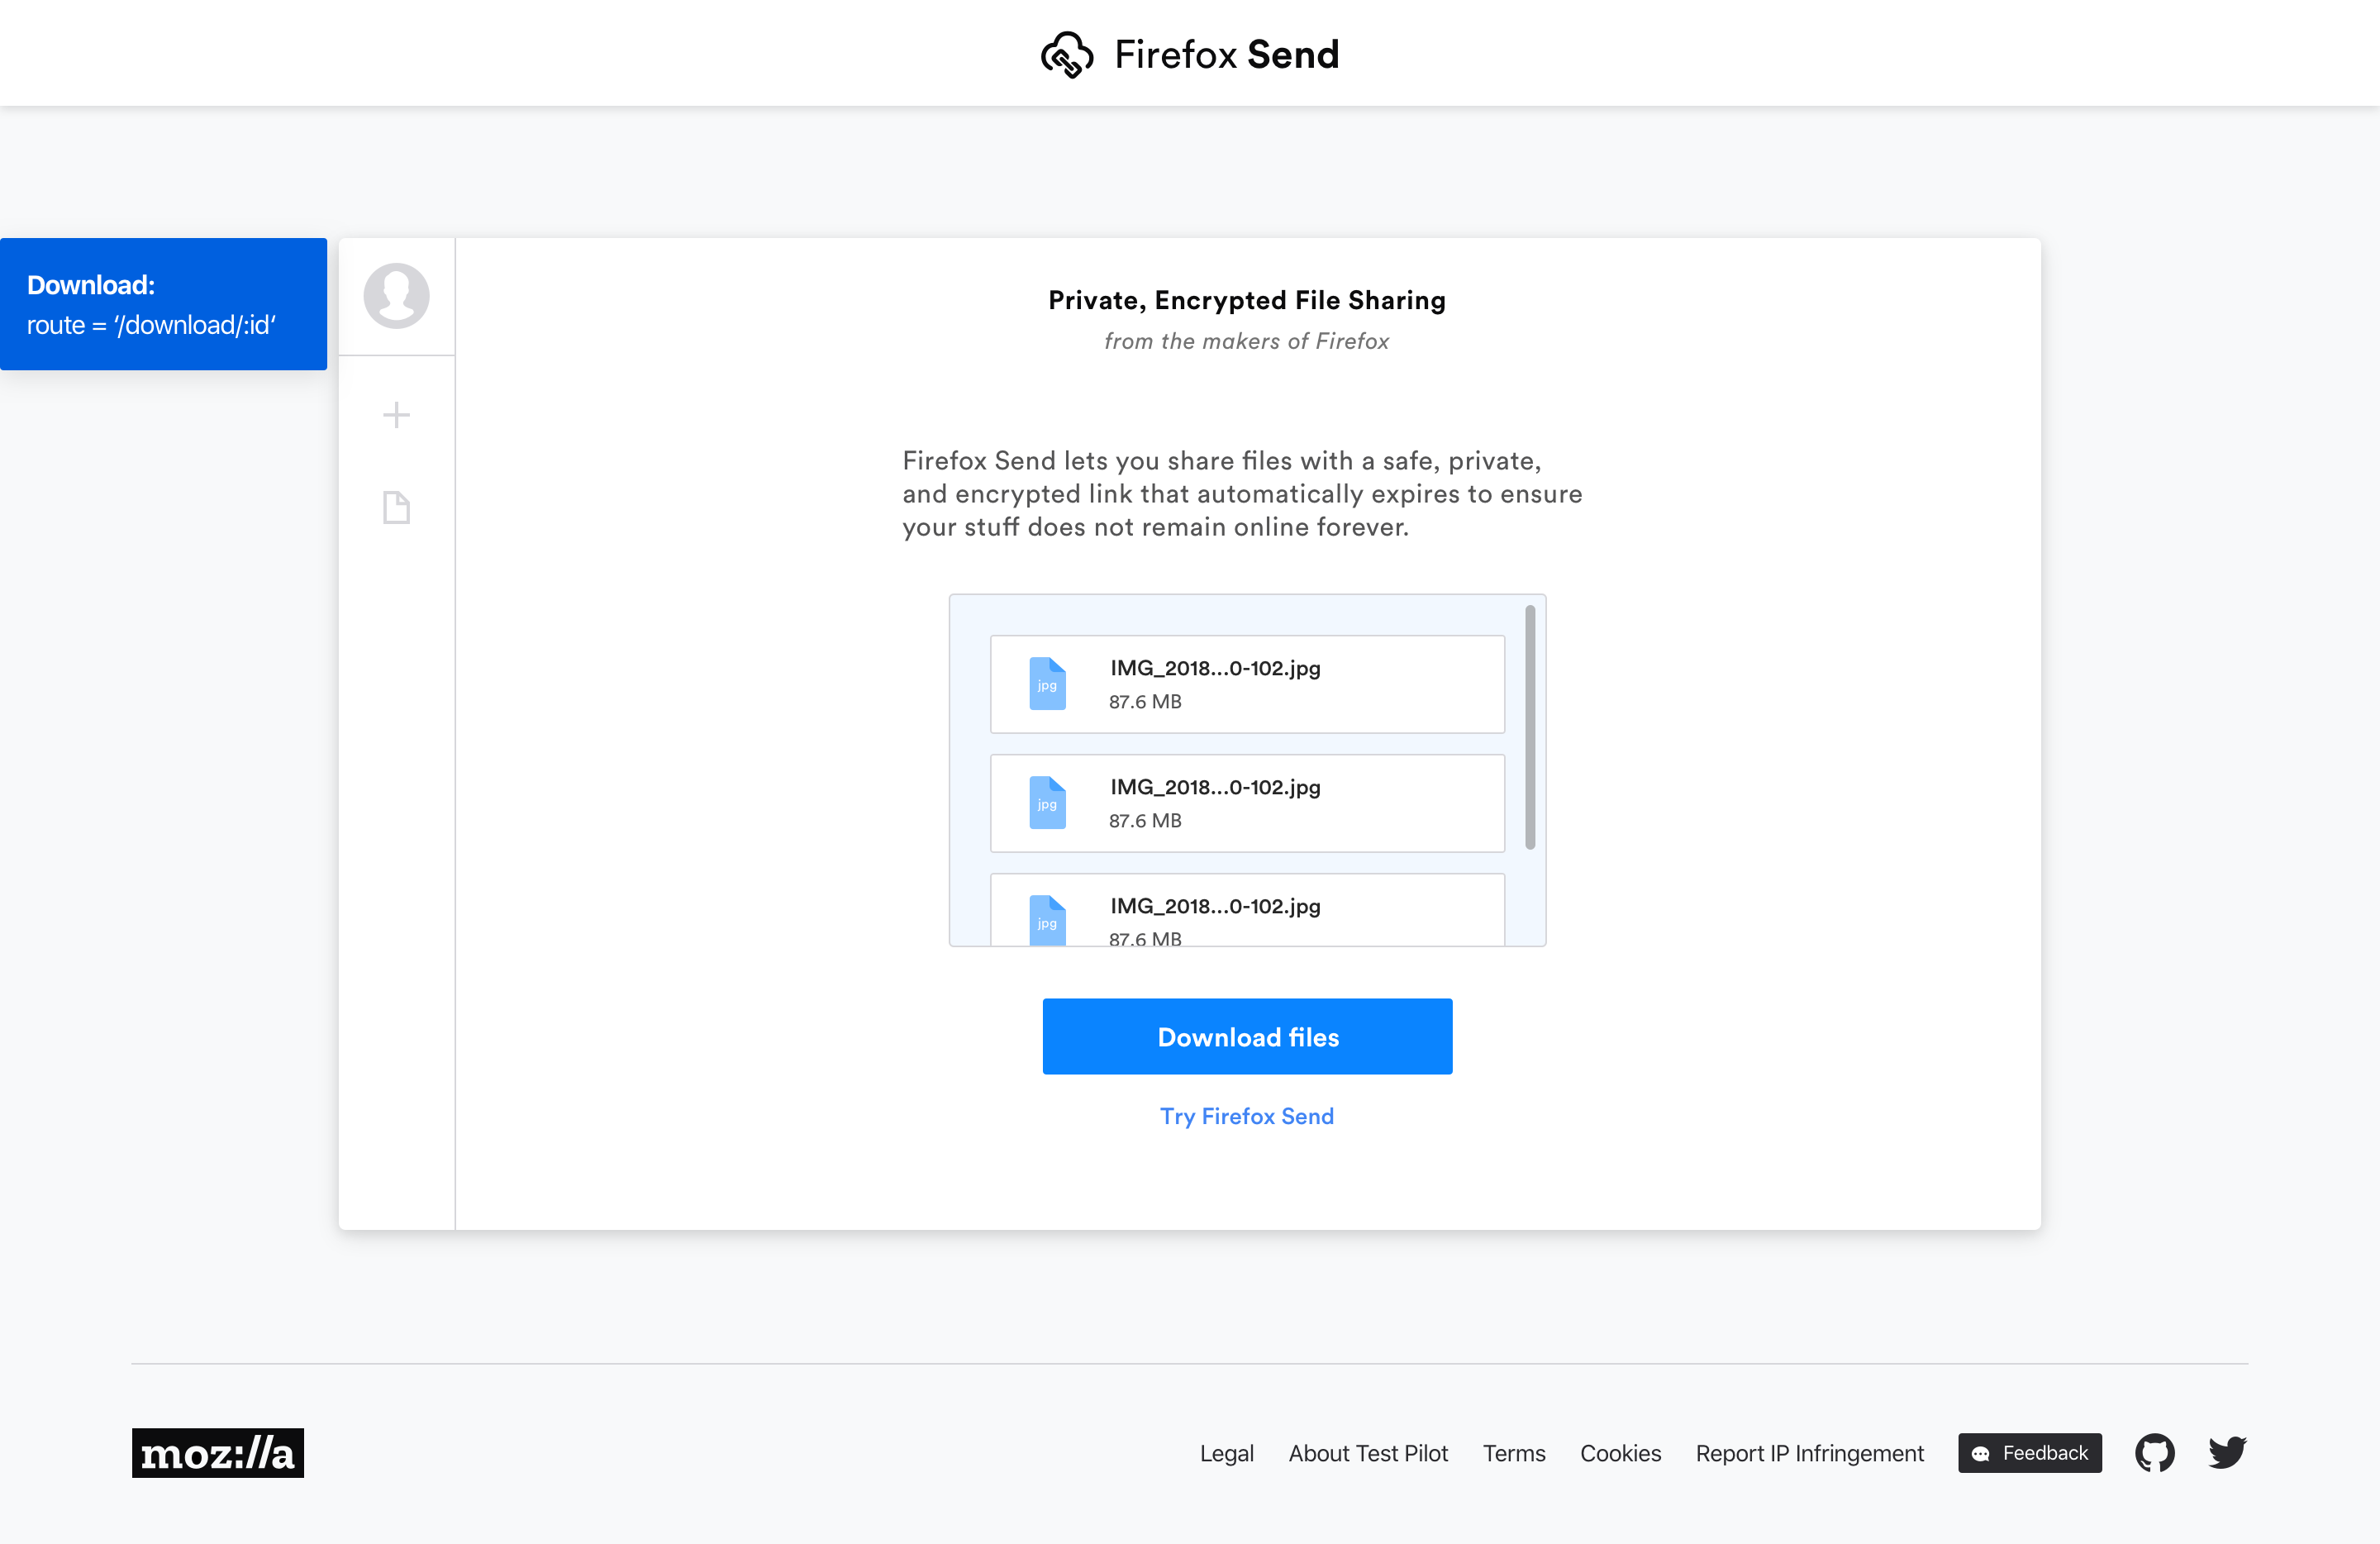 Firefox Send
Download:
route = ‘/download/:id‘
Private, Encrypted File Sharing
from the makers of Firefox
Firefox Send lets you share files with a safe, private,
and encrypted link that automatically expires to ensure
your stuff does not remain online forever.
jpg
IMG_2018...0-102.jpg
87.6 MB
jpg
IMG_2018...0-102.jpg
87.6 MB
jpg
IMG_2018...0-102.jpg
87.6 MB
Download files
Try Firefox Send
moz://a
Legal About Test Pilot Terms Cookies Report IP Infringement Feedback